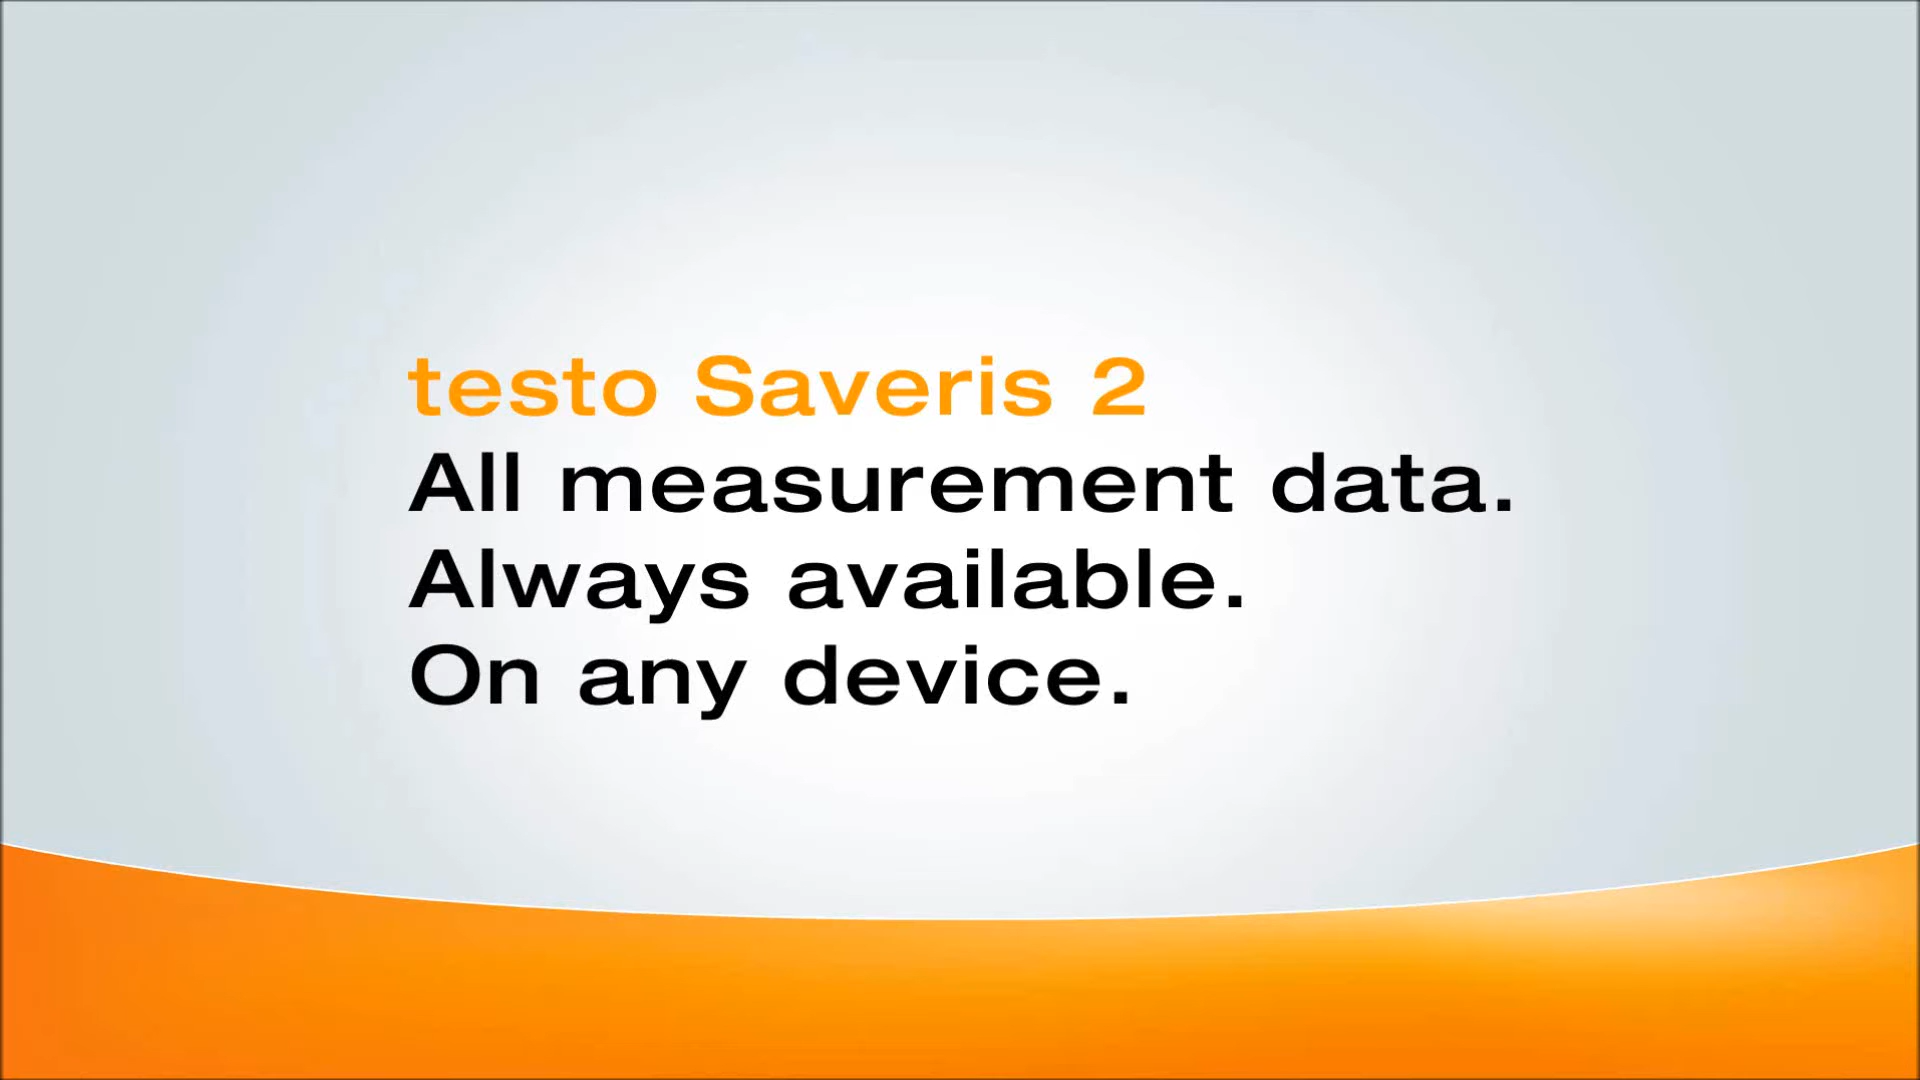 testo Saveris 2
All measurement data.
Always available.
On any device.